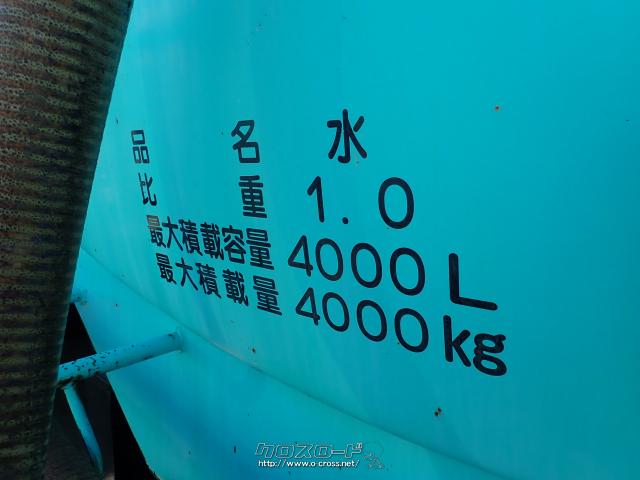 品名 水
比重 1.0
最大積載容量 4000L
最大積載量 4000kg
クロスロード
http://www.o-cross.net/